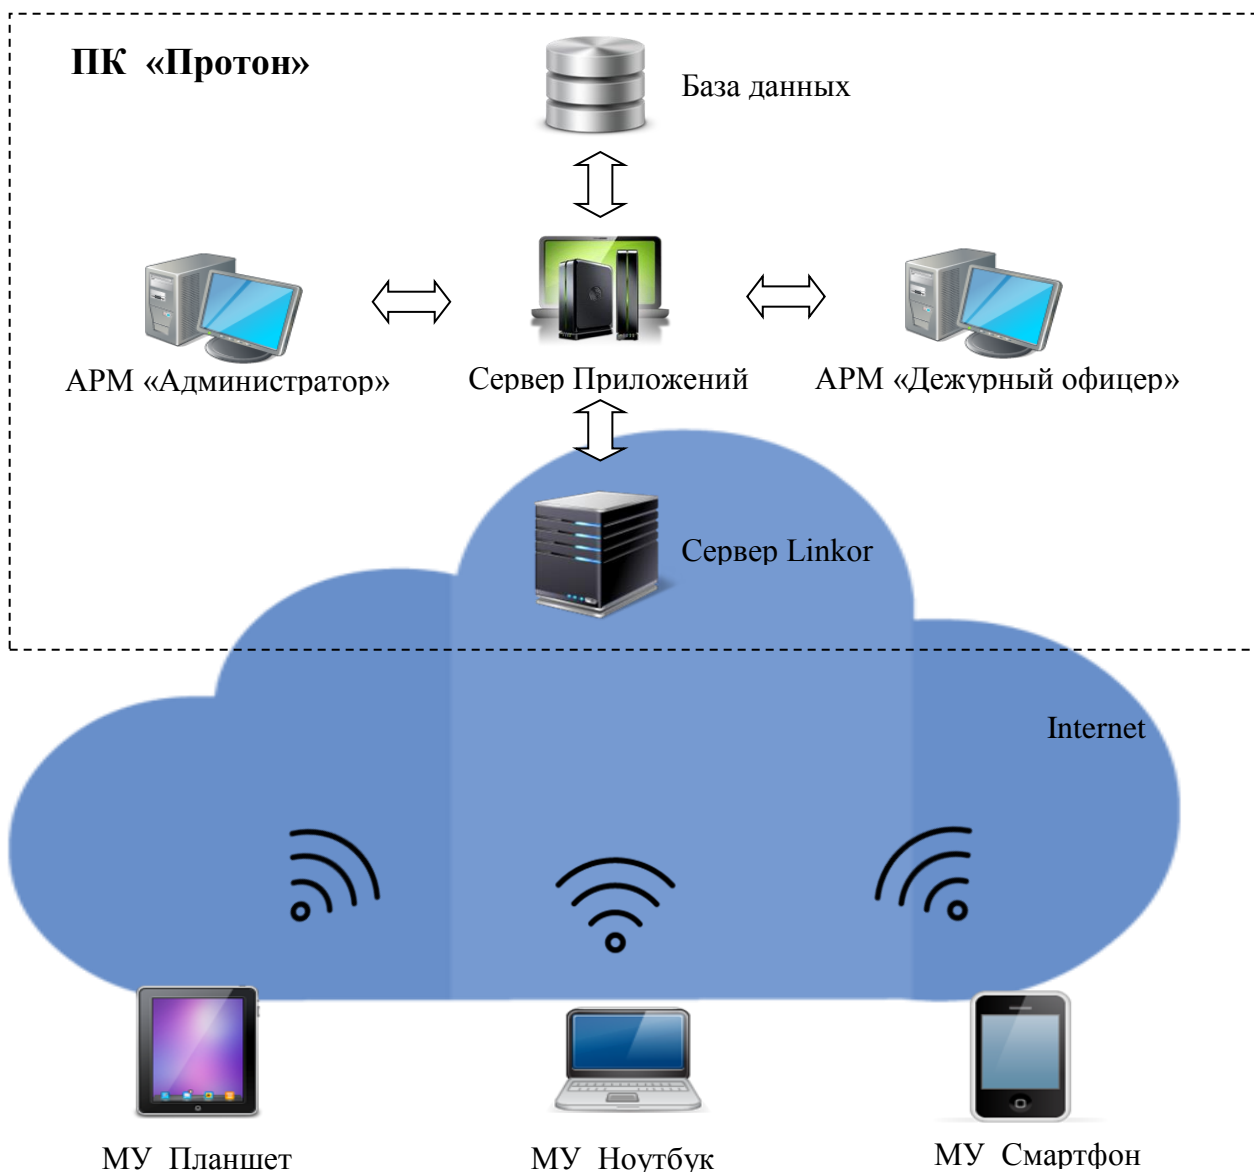 ПК «Протон»
База данных
АРМ «Администратор»
Сервер Приложений
АРМ «Дежурный офицер»
Сервер Linkor
Internet
МУ Планшет
МУ Ноутбук
МУ Смартфон